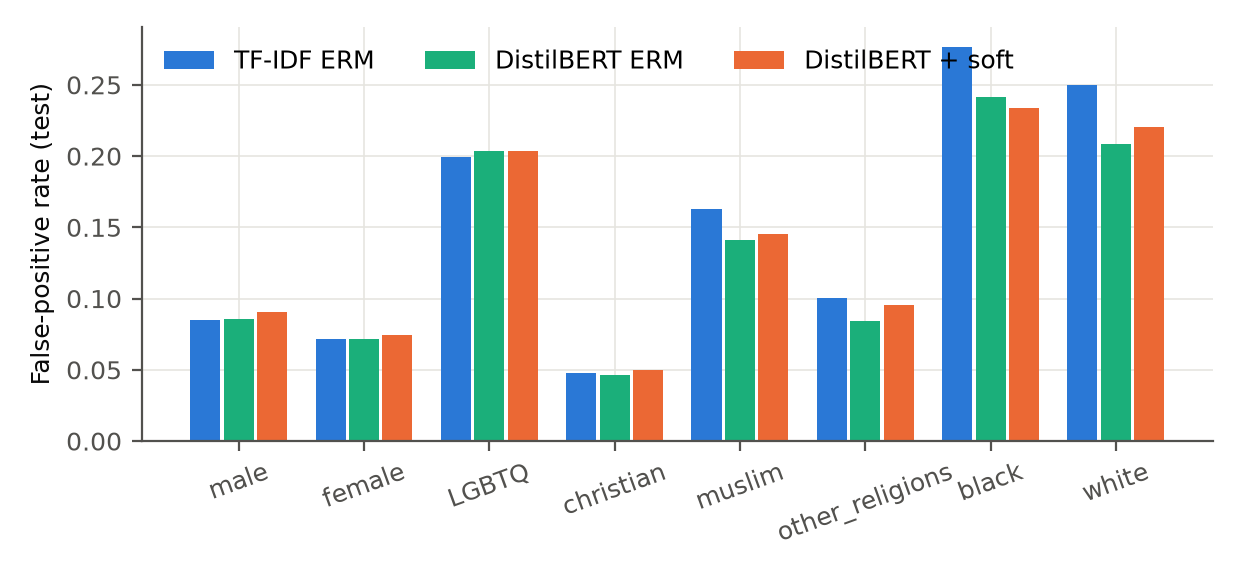 TF-IDF ERM DistilBERT ERM DistilBERT + soft
False-positive rate (test)
0.25
0.20
0.15
0.10
0.05
0.00
male female LGBTQ christian muslim other_religions black white